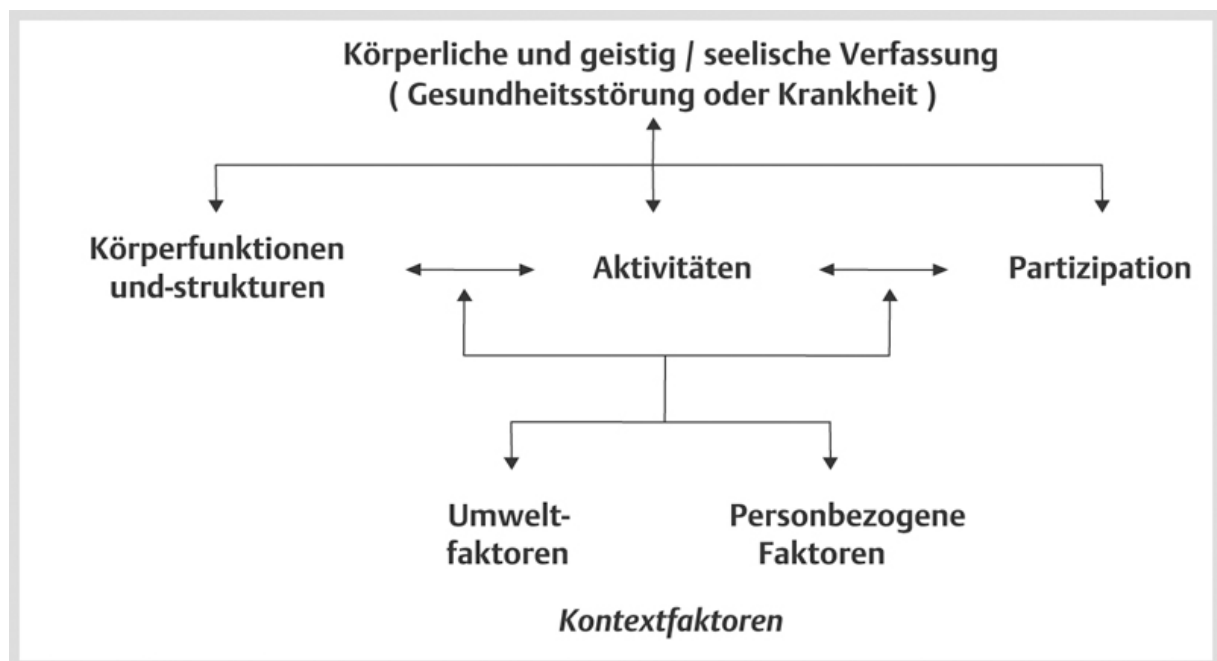 Körperliche und geistig / seelische Verfassung
( Gesundheitsstörung oder Krankheit )
Körperfunktionen
und-strukturen
Aktivitäten
Partizipation
Umwelt-
faktoren
Personbezogene
Faktoren
Kontextfaktoren